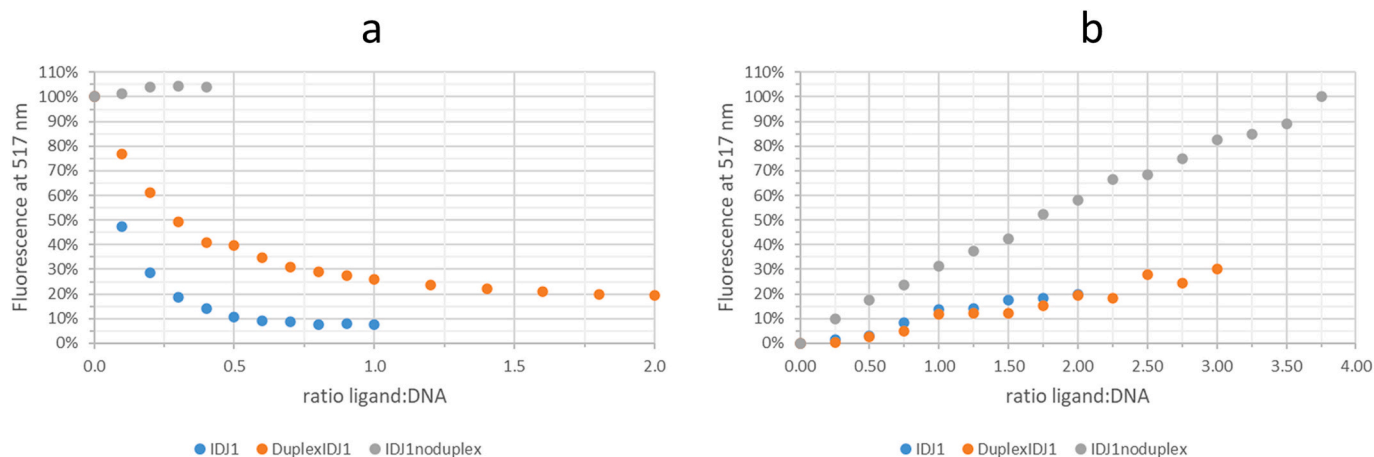 a
110%
100%
90%
80%
70%
60%
50%
40%
30%
20%
10%
0%
Fluorescence at 517 nm
0.0 0.5 1.0 1.5 2.0
ratio ligand:DNA
IDJ1 DuplexIDJ1 IDJ1noduplex
b
110%
100%
90%
80%
70%
60%
50%
40%
30%
20%
10%
0%
Fluorescence at 517 nm
0.00 0.50 1.00 1.50 2.00 2.50 3.00 3.50 4.00
ratio ligand:DNA
IDJ1 DuplexIDJ1 IDJ1noduplex